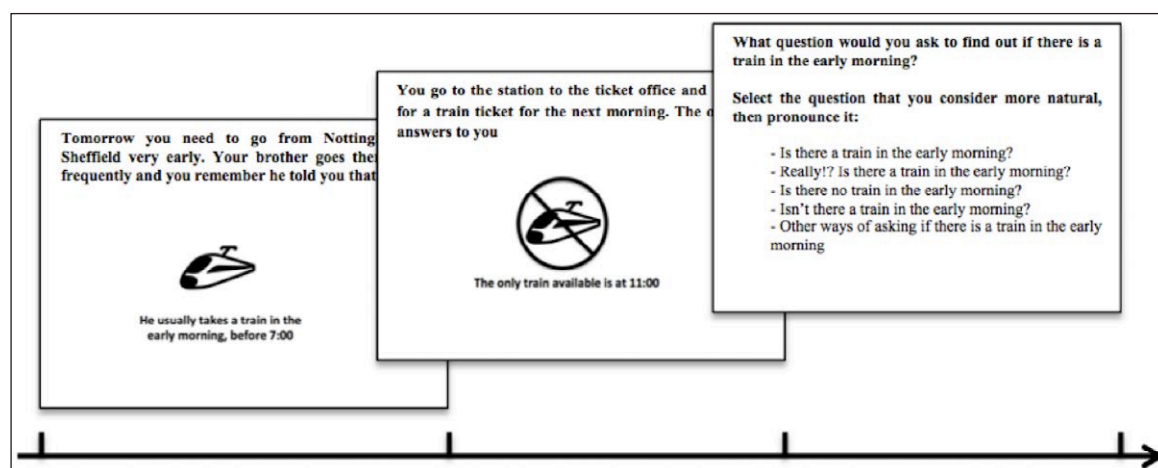 Tomorrow you need to go from Notting
Sheffield very early. Your brother goes the
frequently and you remember he told you that
He usually takes a train in the
early morning, before 7:00
You go to the station to the ticket office and
for a train ticket for the next morning. The o
answers to you
The only train available is at 11:00
What question would you ask to find out if there is a
train in the early morning?
Select the question that you consider more natural,
then pronounce it:
- Is there a train in the early morning?
- Really!? Is there a train in the early morning?
- Is there no train in the early morning?
- Isn't there a train in the early morning?
- Other ways of asking if there is a train in the early
morning